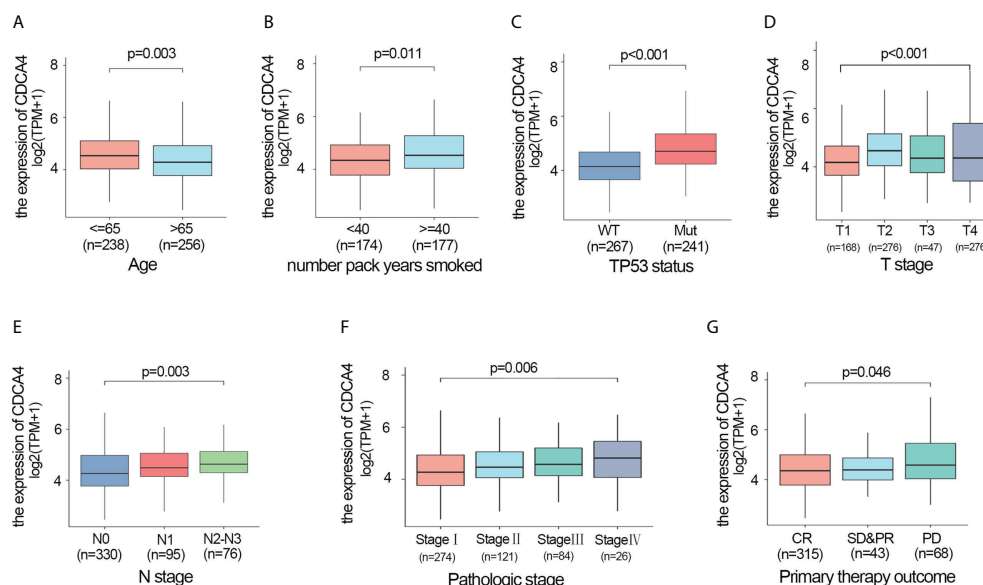 A
the expression of CDCA4
log2(TPM+1)
8
6
4
p=0.003
<=65
(n=238)
>65
(n=256)
Age
B
the expression of CDCA4
log2(TPM+1)
8
6
4
p=0.011
<40
(n=174)
>=40
(n=177)
number pack years smoked
C
the expression of CDCA4
log2(TPM+1)
8
6
4
p<0.001
WT
(n=267)
Mut
(n=241)
TP53 status
D
the expression of CDCA4
log2(TPM+1)
8
6
4
p<0.001
T1
(n=168)
T2
(n=276)
T3
(n=47)
T4
(n=276
T stage
E
the expression of CDCA4
log2(TPM+1)
8
6
4
p=0.003
N0
(n=330)
N1
(n=95)
N2-N3
(n=76)
N stage
F
the expression of CDCA4
log2(TPM+1)
8
6
4
p=0.006
Stage I
(n=274)
Stage II
(n=121)
StageIII
(n=84)
StageIV
(n=26)
Pathologic stage
G
the expression of CDCA4
log2(TPM+1)
8
6
4
p=0.046
CR
(n=315)
SD&PR
(n=43)
PD
(n=68)
Primary therapy outcome